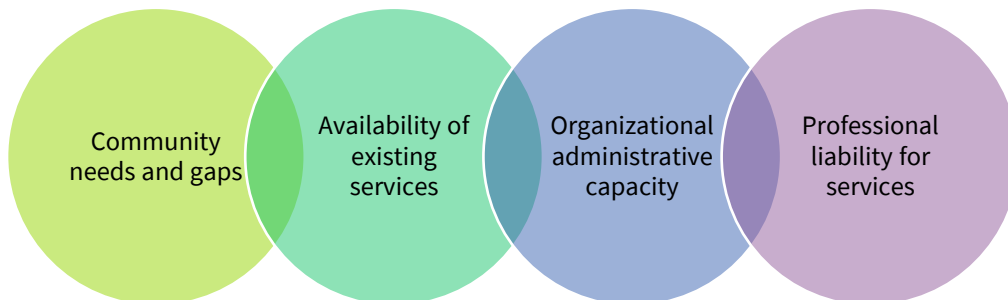 Community
needs and gaps
Availability of
existing
services
Organizational
administrative
capacity
Professional
liability for
services